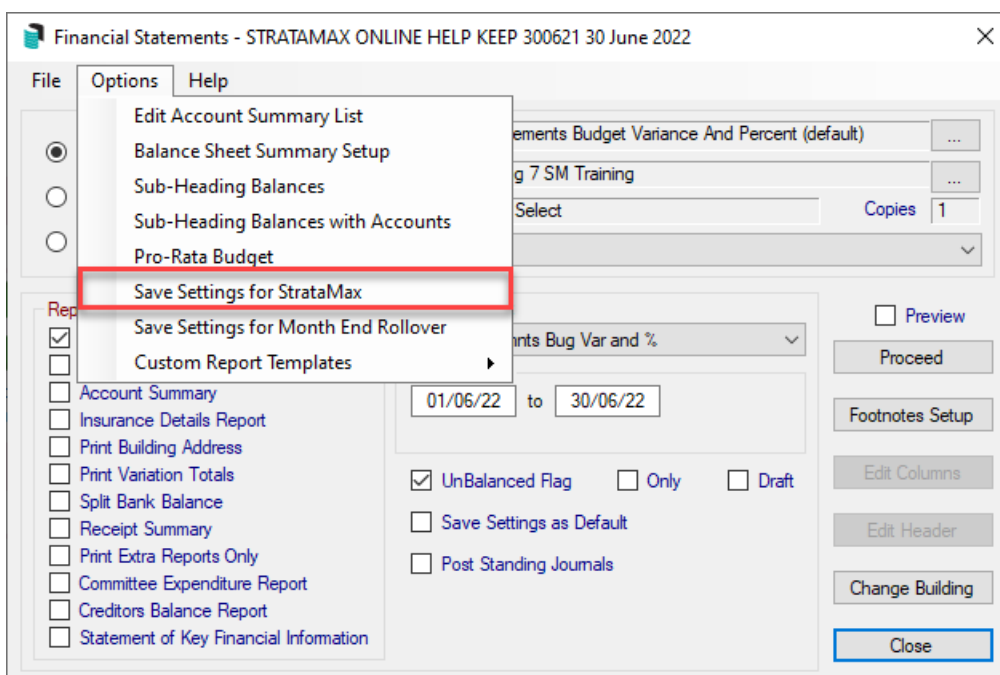 Financial Statements - STRATAMAX ONLINE HELP KEEP 300621 30 June 2022
File Options Help
Edit Account Summary List
Balance Sheet Summary Setup
Sub-Heading Balances
Sub-Heading Balances with Accounts
Pro-Rata Budget
Save Settings for StrataMax
Save Settings for Month End Rollover
Custom Report Templates
ements Budget Variance And Percent (default) ...
g 7 SM Training ...
Select Copies 1
Rep
Account Summary
Insurance Details Report
Print Building Address
Print Variation Totals
Split Bank Balance
Receipt Summary
Print Extra Reports Only
Committee Expenditure Report
Creditors Balance Report
Statement of Key Financial Information
nts Bug Var and %
01/06/22 to 30/06/22
UnBalanced Flag Only Draft
Save Settings as Default
Post Standing Journals
Preview
Proceed
Footnotes Setup
Edit Columns
Edit Header
Change Building
Close